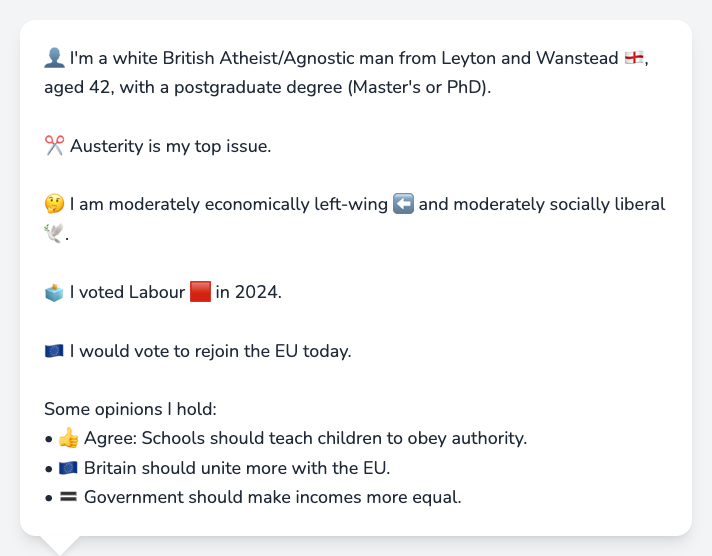 👤 I'm a white British Atheist/Agnostic man from Leyton and Wanstead 🏴󠁧󠁢󠁥󠁮󠁧󠁿,
aged 42, with a postgraduate degree (Master's or PhD).
✂️ Austerity is my top issue.
🤔 I am moderately economically left-wing ⬅️ and moderately socially liberal
🕊️.
🗳️ I voted Labour 🟥 in 2024.
🇪🇺 I would vote to rejoin the EU today.
Some opinions I hold:
• 👍 Agree: Schools should teach children to obey authority.
• 🇪🇺 Britain should unite more with the EU.
• 🟰 Government should make incomes more equal.